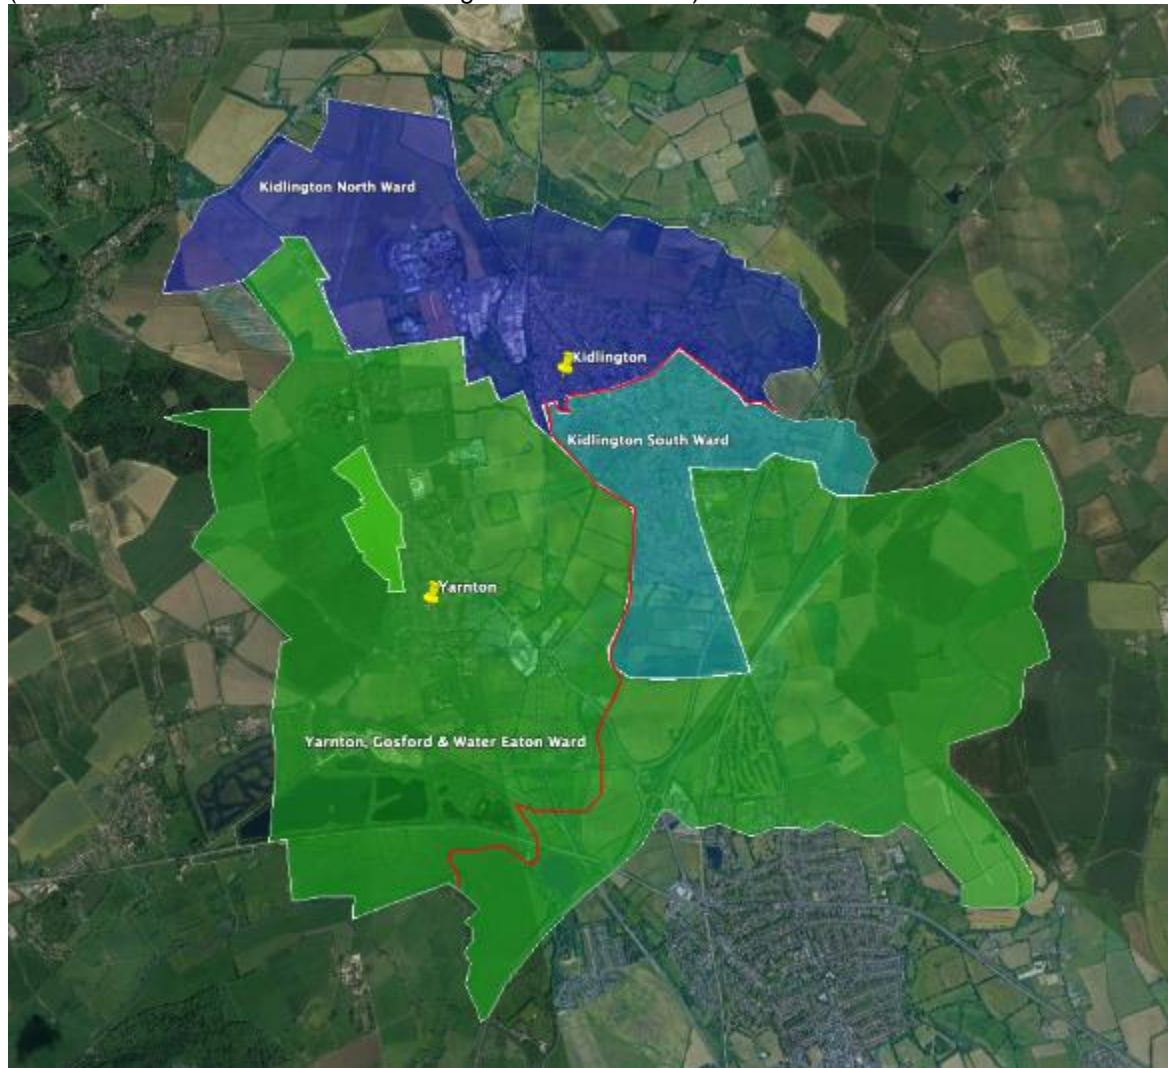 Kidlington North Ward
Kidlington
Kidlington South Ward
Yarnton
Yarnton, Gosford & Water Eaton Ward